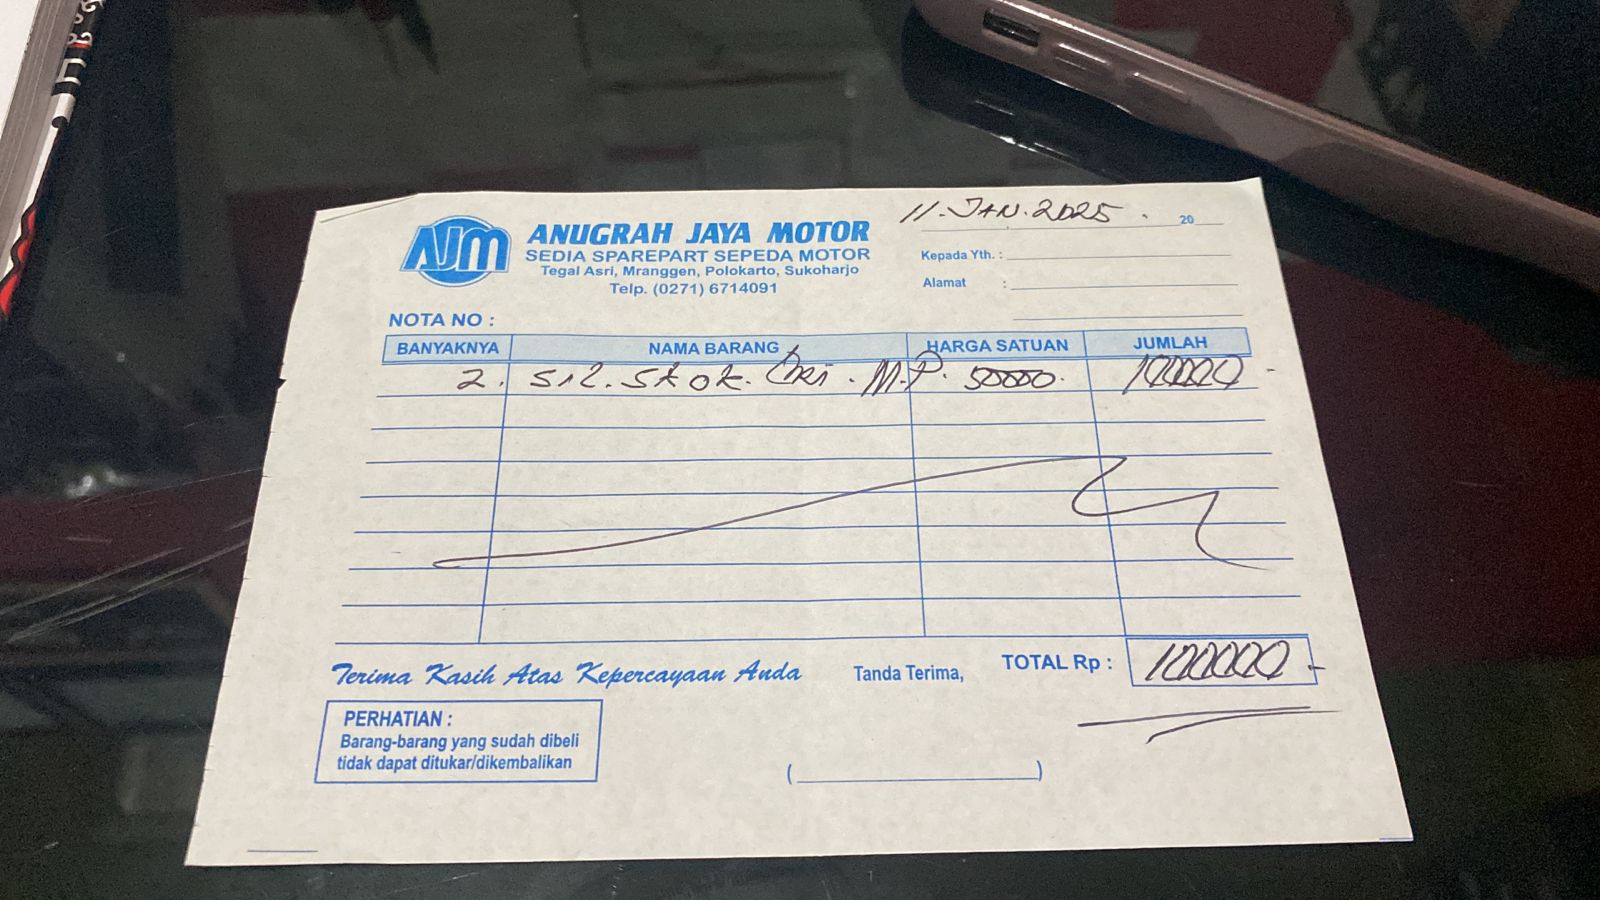 AJM
ANUGRAH JAYA MOTOR
SEDIA SPAREPART SEPEDA MOTOR
Tegal Asri, Mranggen, Polokarto, Sukoharjo
Telp. (0271) 6714091
11. JAN. 2025. 20
Kepada Yth. :
Alamat :
NOTA NO :
BANYAKNYA NAMA BARANG HARGA SATUAN JUMLAH
2. Sil. Skok. Ori. M.P. 50000. 100000 -
Terima Kasih Atas Kepercayaan Anda
Tanda Terima,
TOTAL Rp : 100000 -
PERHATIAN :
Barang-barang yang sudah dibeli
tidak dapat ditukar/dikembalikan
( )